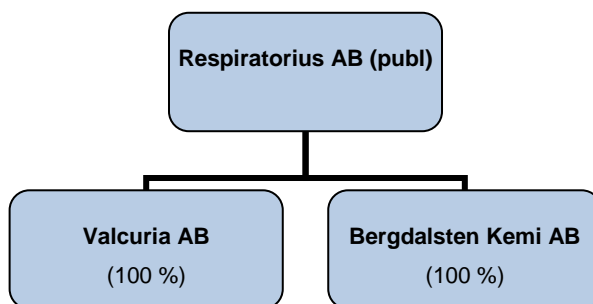 Respiratorius AB (publ)
Valcuria AB
(100 %)
Bergdalsten Kemi AB
(100 %)